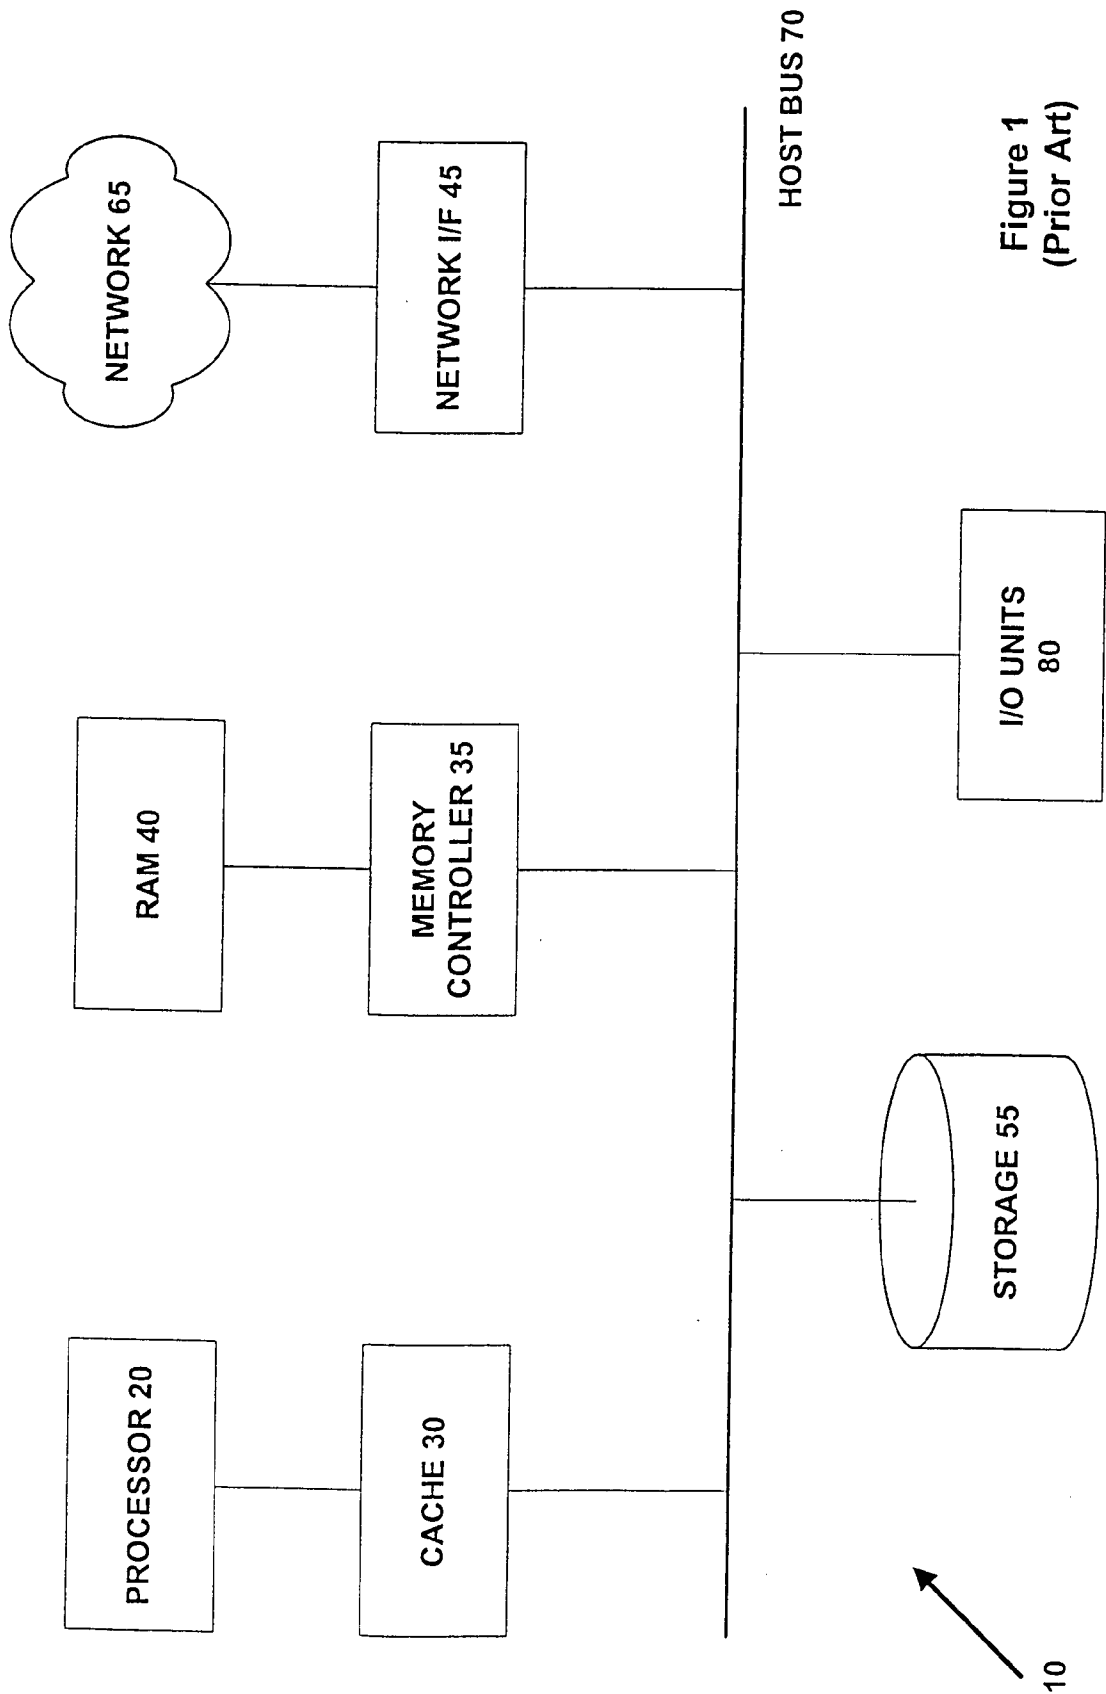 PROCESSOR 20
RAM 40
NETWORK 65
CACHE 30
MEMORY
CONTROLLER 35
NETWORK I/F 45
HOST BUS 70
STORAGE 55
I/O UNITS
80
10
Figure 1
(Prior Art)